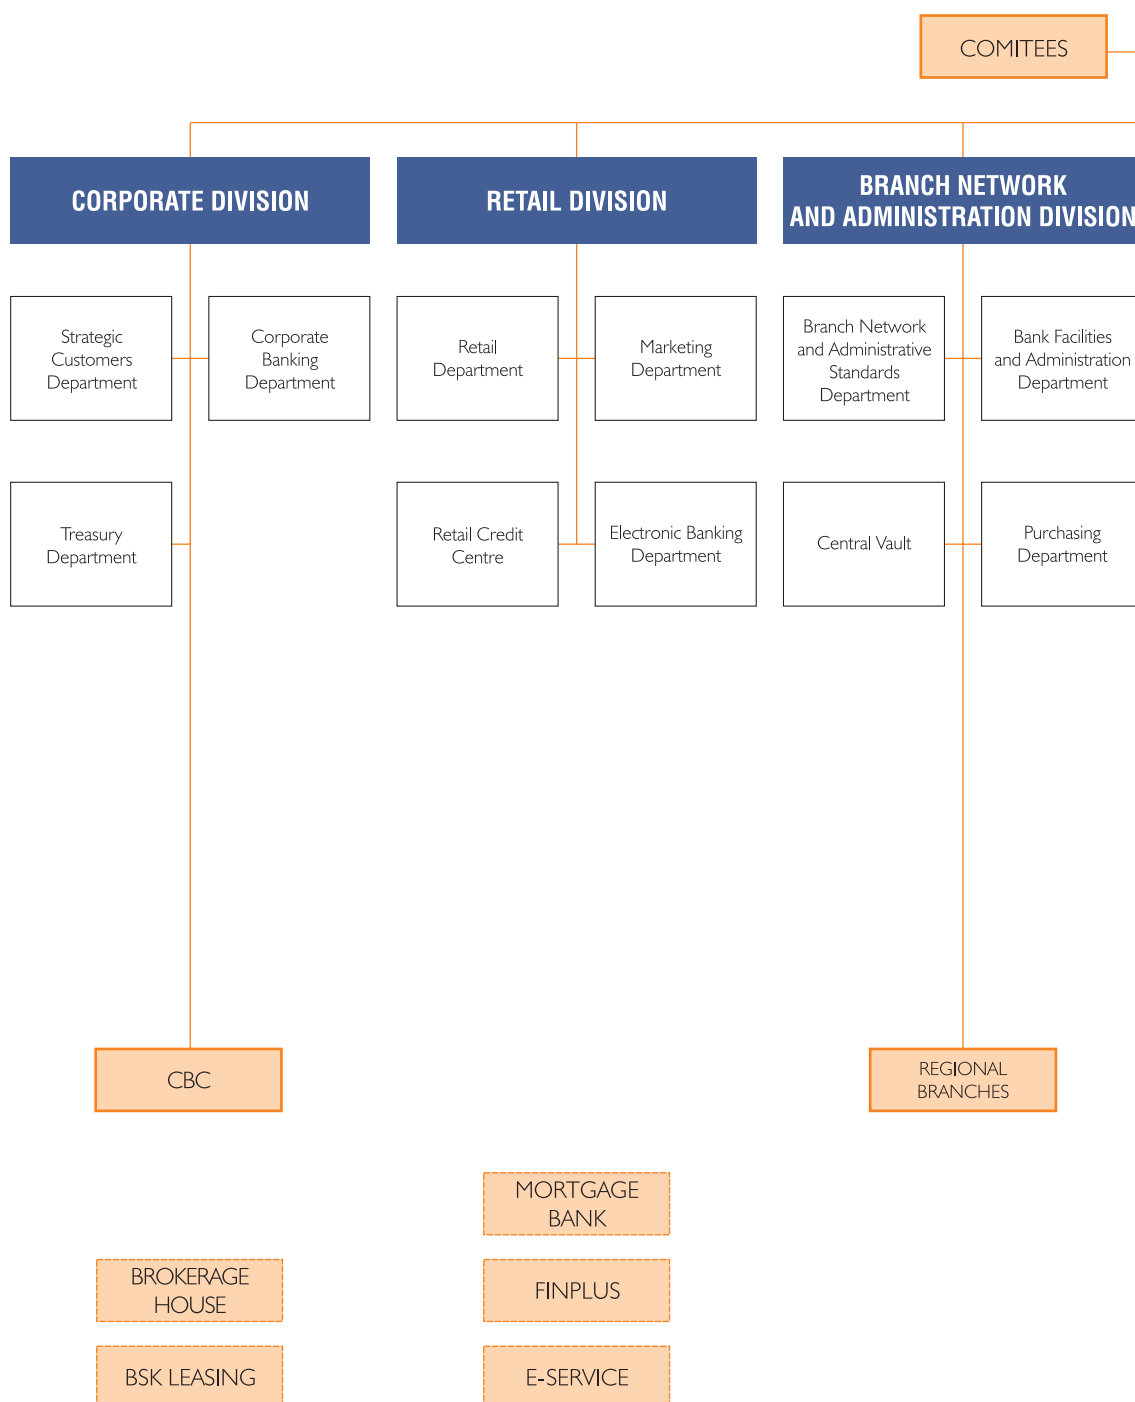 COMITEES
CORPORATE DIVISION
RETAIL DIVISION
BRANCH NETWORK
AND ADMINISTRATION DIVISION
Strategic
Customers
Department
Corporate
Banking
Department
Retail
Department
Marketing
Department
Branch Network
and Administrative
Standards
Department
Bank Facilities
and Administration
Department
Treasury
Department
Retail Credit
Centre
Electronic Banking
Department
Central Vault
Purchasing
Department
CBC
REGIONAL
BRANCHES
MORTGAGE
BANK
BROKERAGE
HOUSE
FINPLUS
BSK LEASING
E-SERVICE